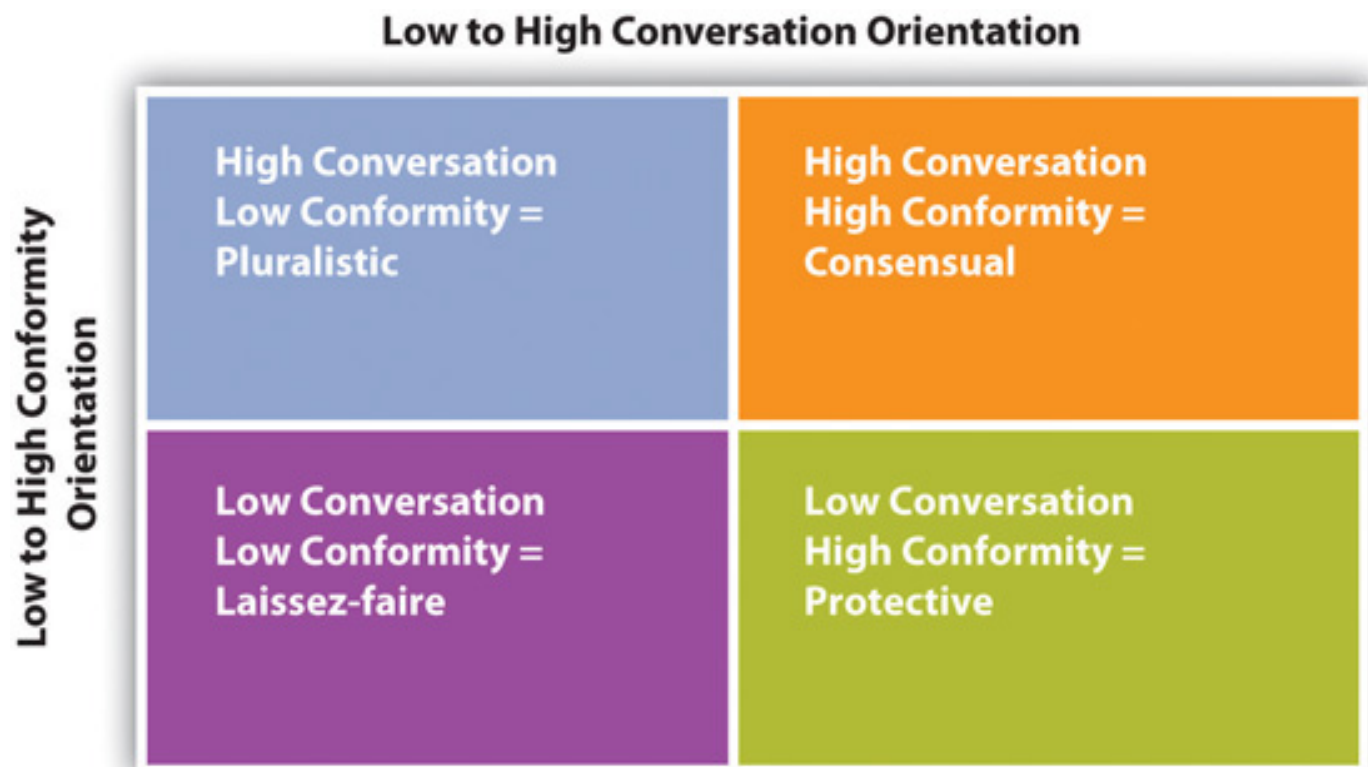 Low to High Conversation Orientation
Low to High Conformity
Orientation
High Conversation
Low Conformity =
Pluralistic
High Conversation
High Conformity =
Consensual
Low Conversation
Low Conformity =
Laissez-faire
Low Conversation
High Conformity =
Protective